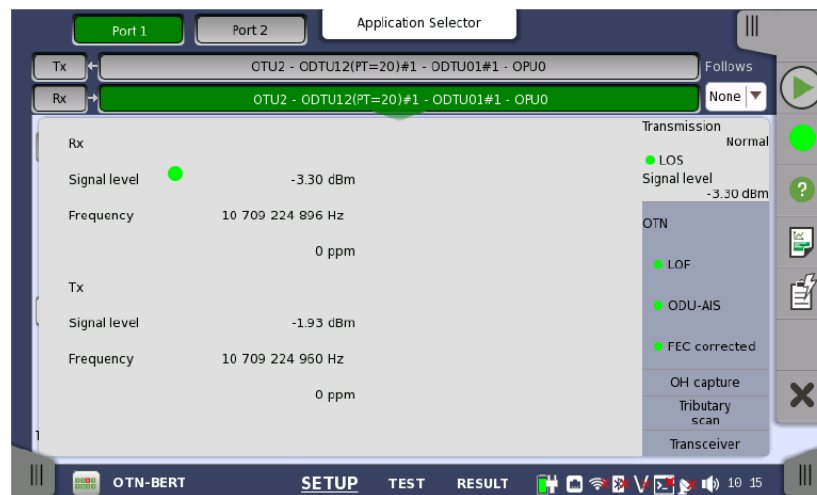 Port 1
Port 2
Application Selector
Tx
OTU2 - ODTU12(PT=20)#1 - ODTU01#1 - OPU0
Follows
Rx
OTU2 - ODTU12(PT=20)#1 - ODTU01#1 - OPU0
None
Rx
Signal level -3.30 dBm
Frequency 10 709 224 896 Hz
0 ppm
Tx
Signal level -1.93 dBm
Frequency 10 709 224 960 Hz
0 ppm
Transmission
Normal
LOS
Signal level
-3.30 dBm
OTN
LOF
ODU-AIS
FEC corrected
OH capture
Tributary
scan
Transceiver
OTN-BERT
SETUP
TEST
RESULT
10 15